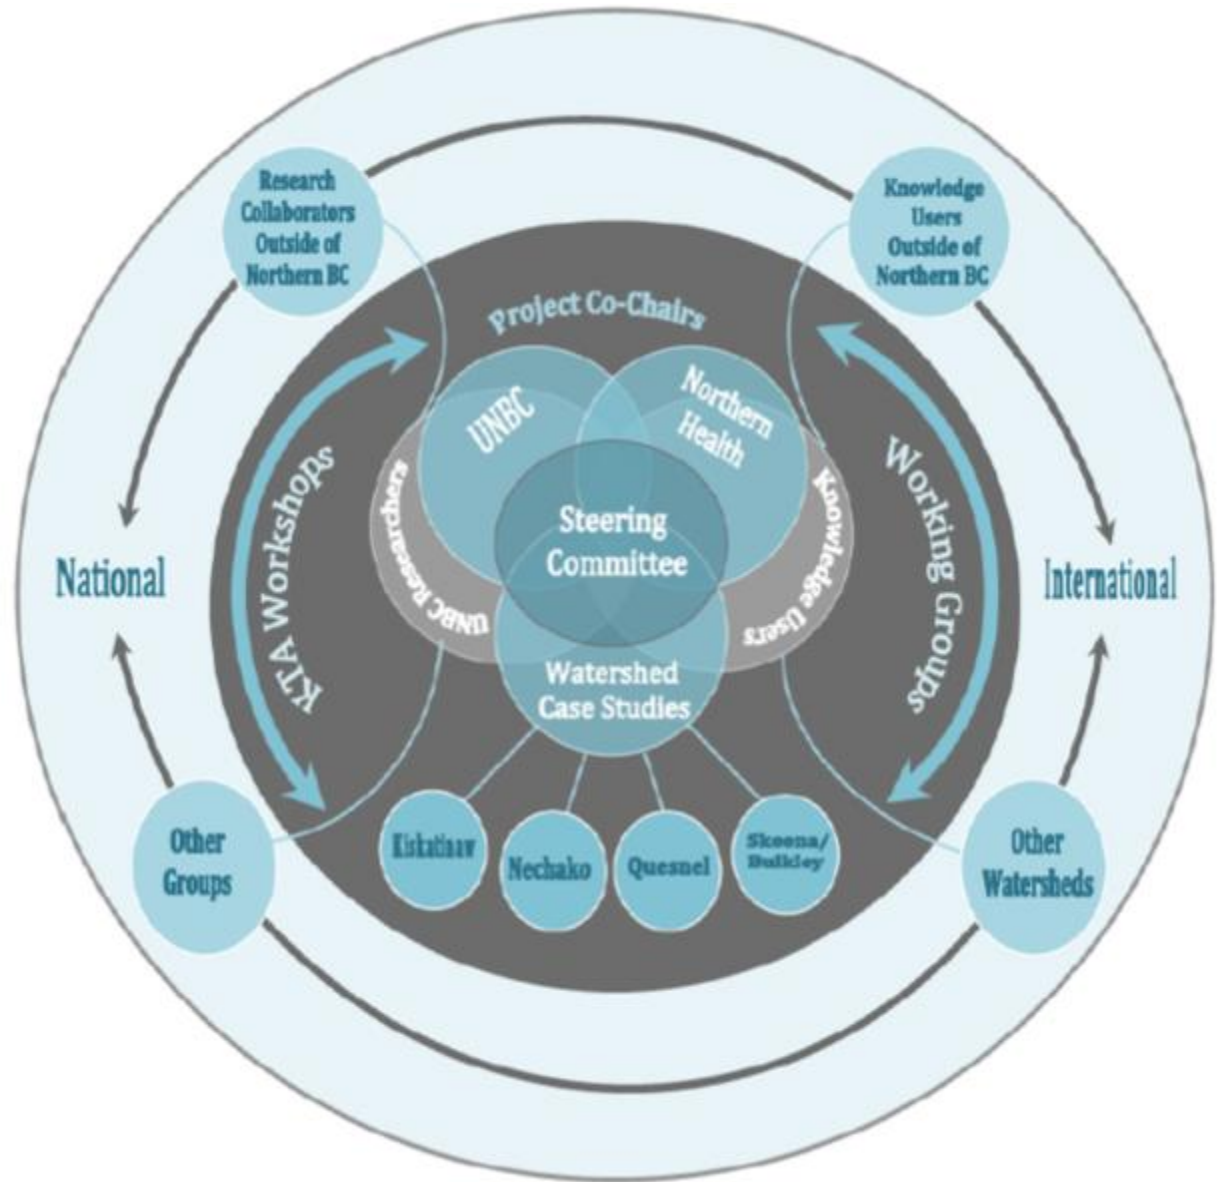 Research
Collaborators
Outside of
Northern BC
Knowledge
Users
Outside of
Northern BC
Project Co-Chairs
UNBC
Northern
Health
KTA Workshops
UNBC Researchers
Steering
Committee
Knowledge Users
Working Groups
National
International
Watershed
Case Studies
Other
Groups
Kiskatinaw
Nechako
Quesnel
Skeena/
Bulkley
Other
Watersheds